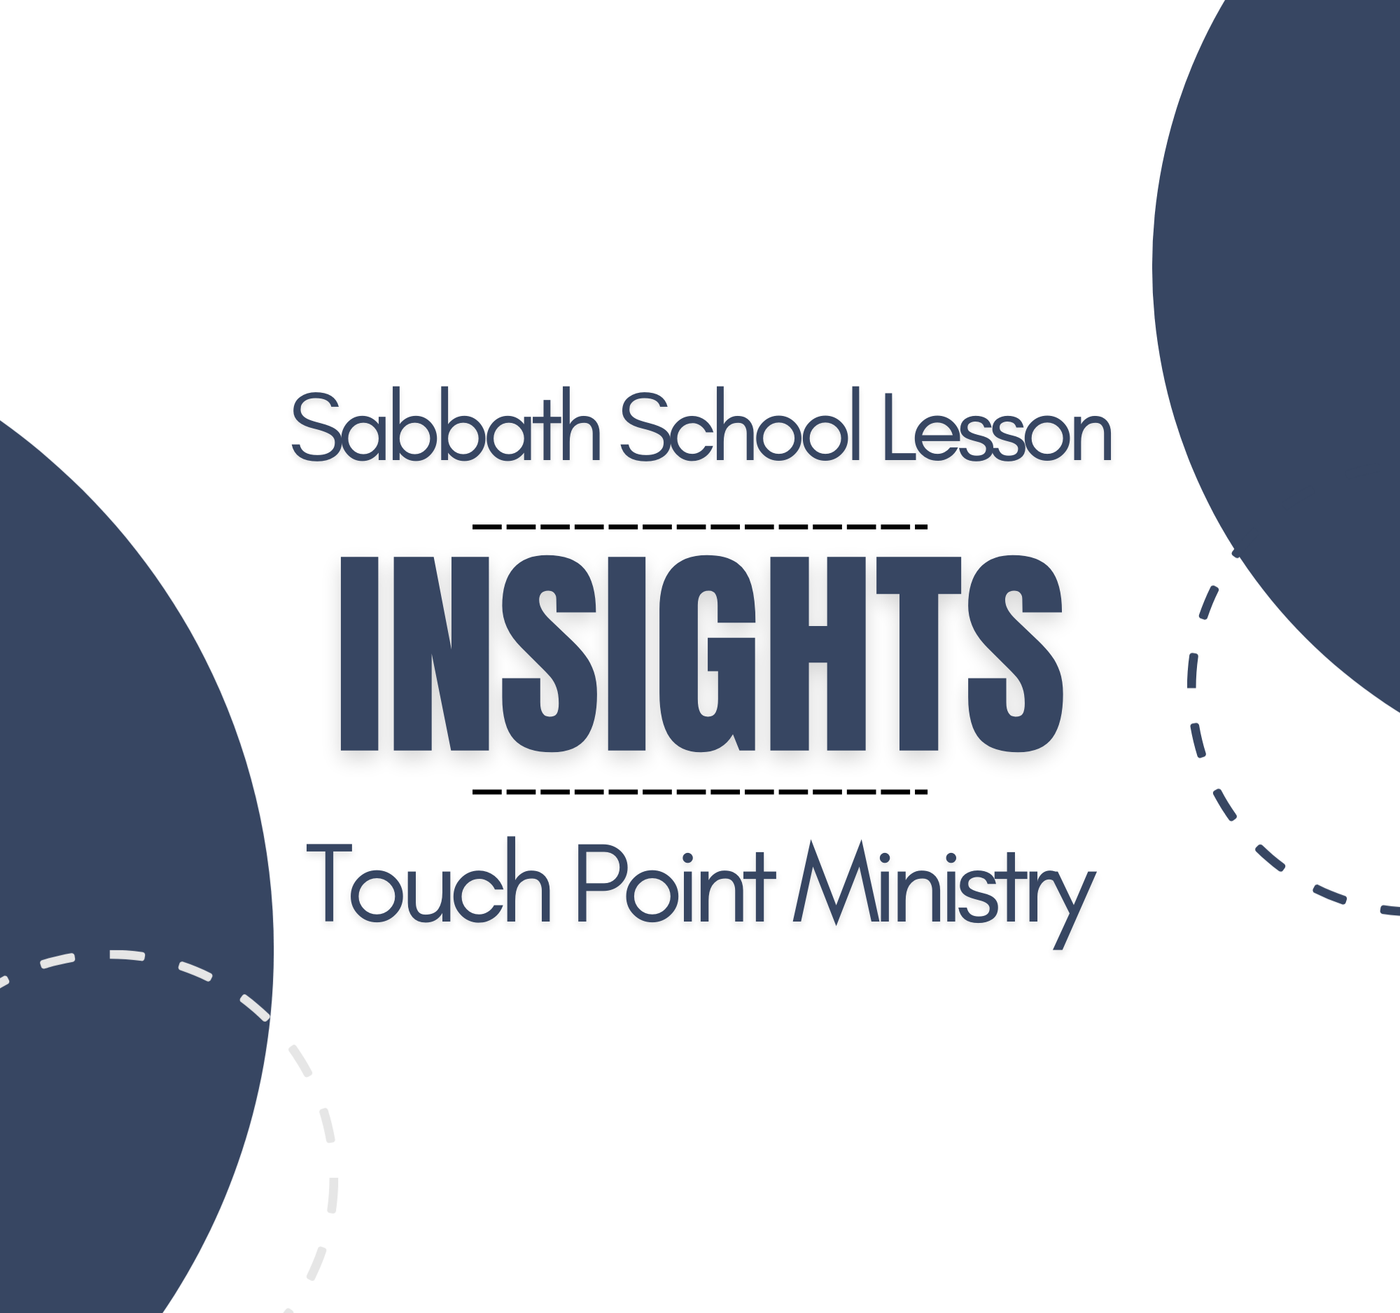 Sabbath School Lesson
INSIGHTS
Touch Point Ministry